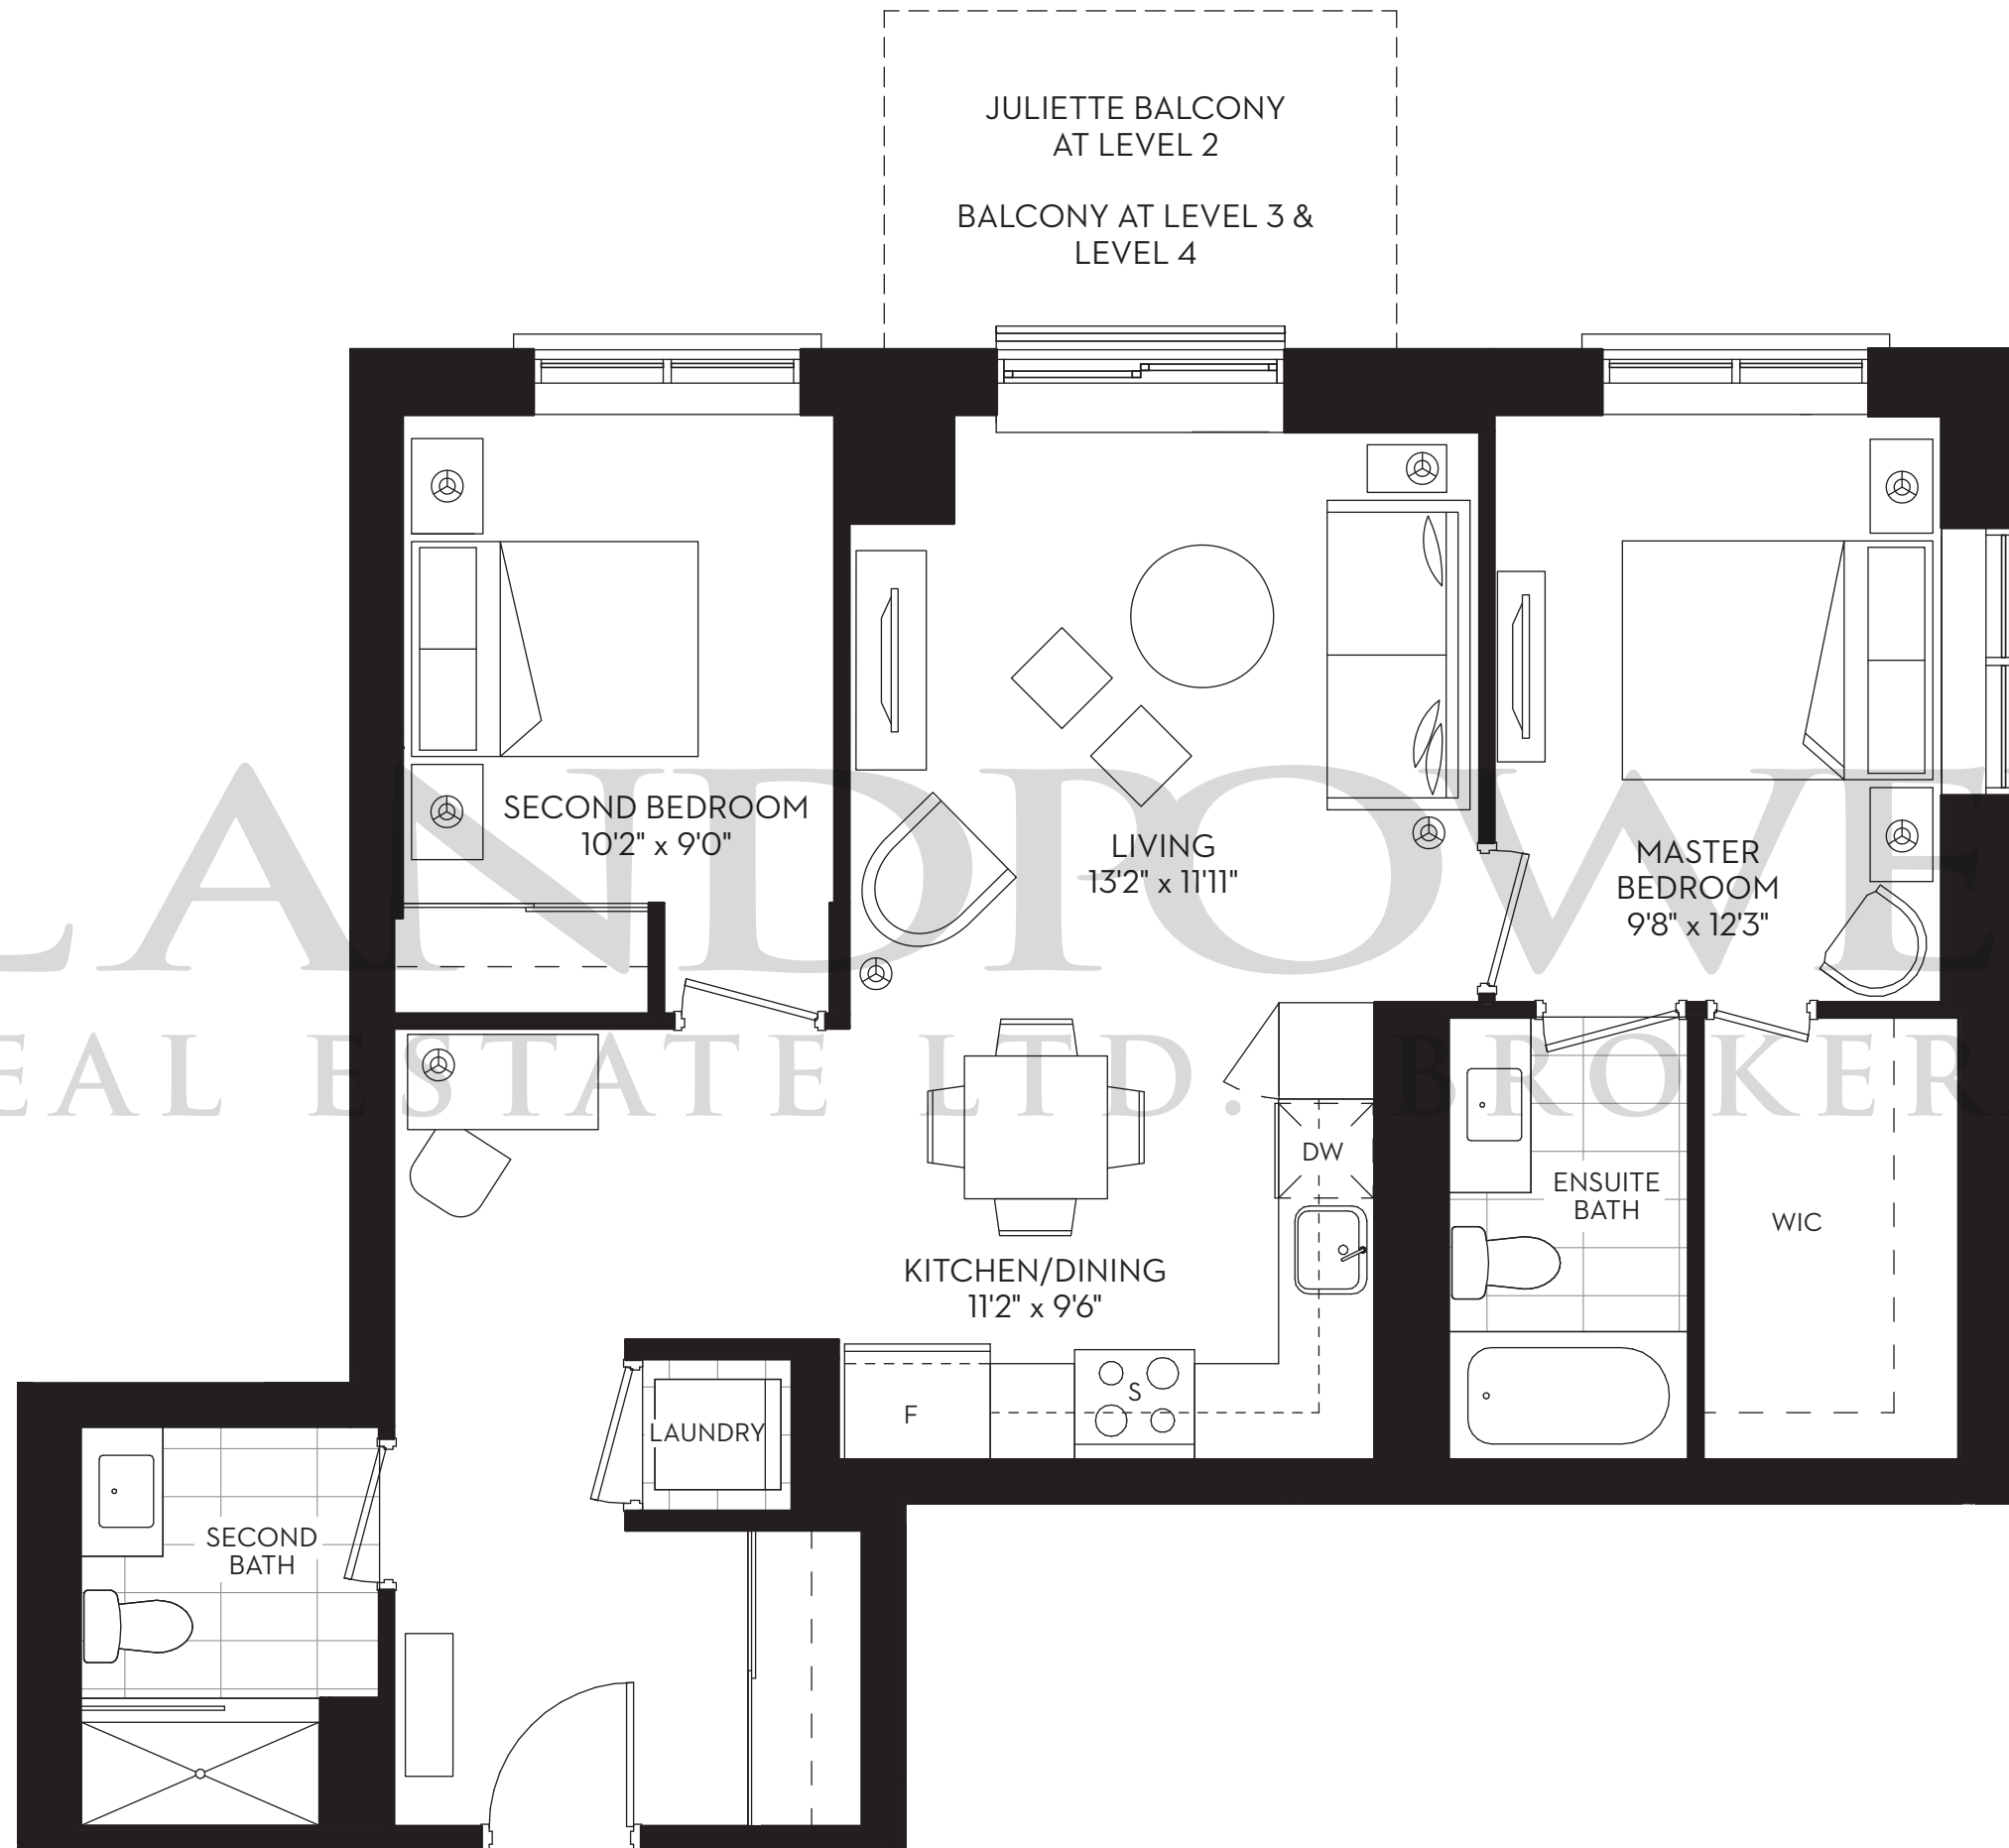 JULIETTE BALCONY
AT LEVEL 2
BALCONY AT LEVEL 3 &
LEVEL 4
SECOND BEDROOM
10'2" x 9'0"
LIVING
13'2" x 11'11"
MASTER
BEDROOM
9'8" x 12'3"
LANDPOWE
EAL ESTATE LTD. BROKER
DW
ENSUITE
BATH
WIC
KITCHEN/DINING
11'2" x 9'6"
F
S
LAUNDRY
SECOND
BATH